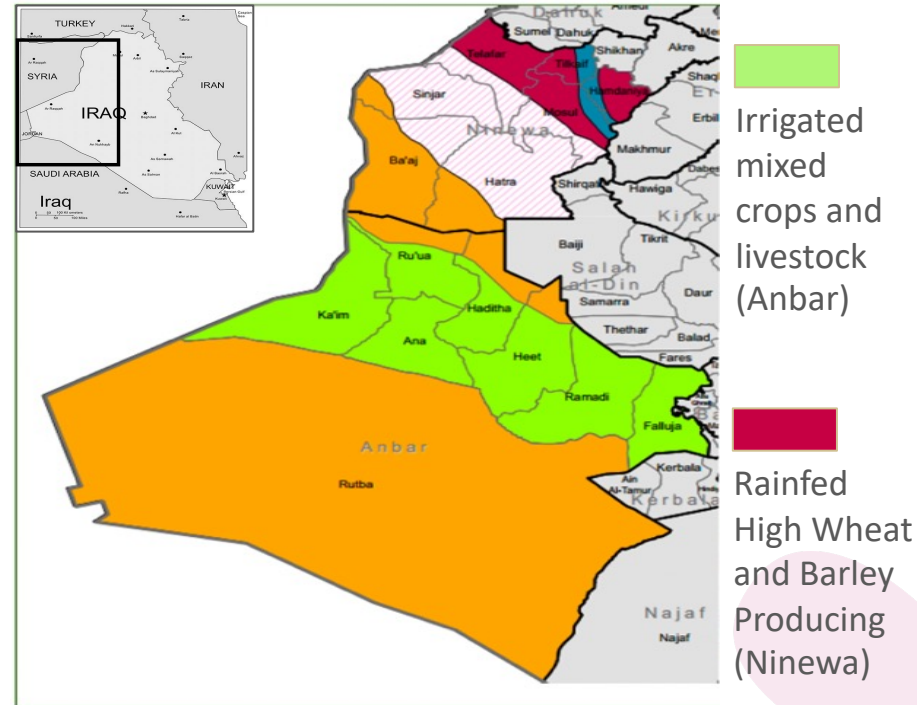 TURKEY
SYRIA
IRAN
IRAQ
JORDAN
SAUDI ARABIA
KUWAIT
Iraq
Dahuk
Sumel
Dahuk
Shikhan
Akre
Telafar
Tilkaif
Hamdaniya
Sinjar
Mosul
Ninewa
Erbil
Makhmur
Ba'aj
Hatra
Shirqat
Hawiga
Baiji
Tikrit
Ru'ua
Salah
al-Din
Daur
Samarra
Haditha
Ka'im
Thethar
Balad
Ana
Heet
Fares
Ramadi
Falluja
Anbar
Kerbala
Ain
Al-Tamur
Kerbala
Rutba
Najaf
Najaf
Irrigated
mixed
crops and
livestock
(Anbar)
Rainfed
High Wheat
and Barley
Producing
(Ninewa)